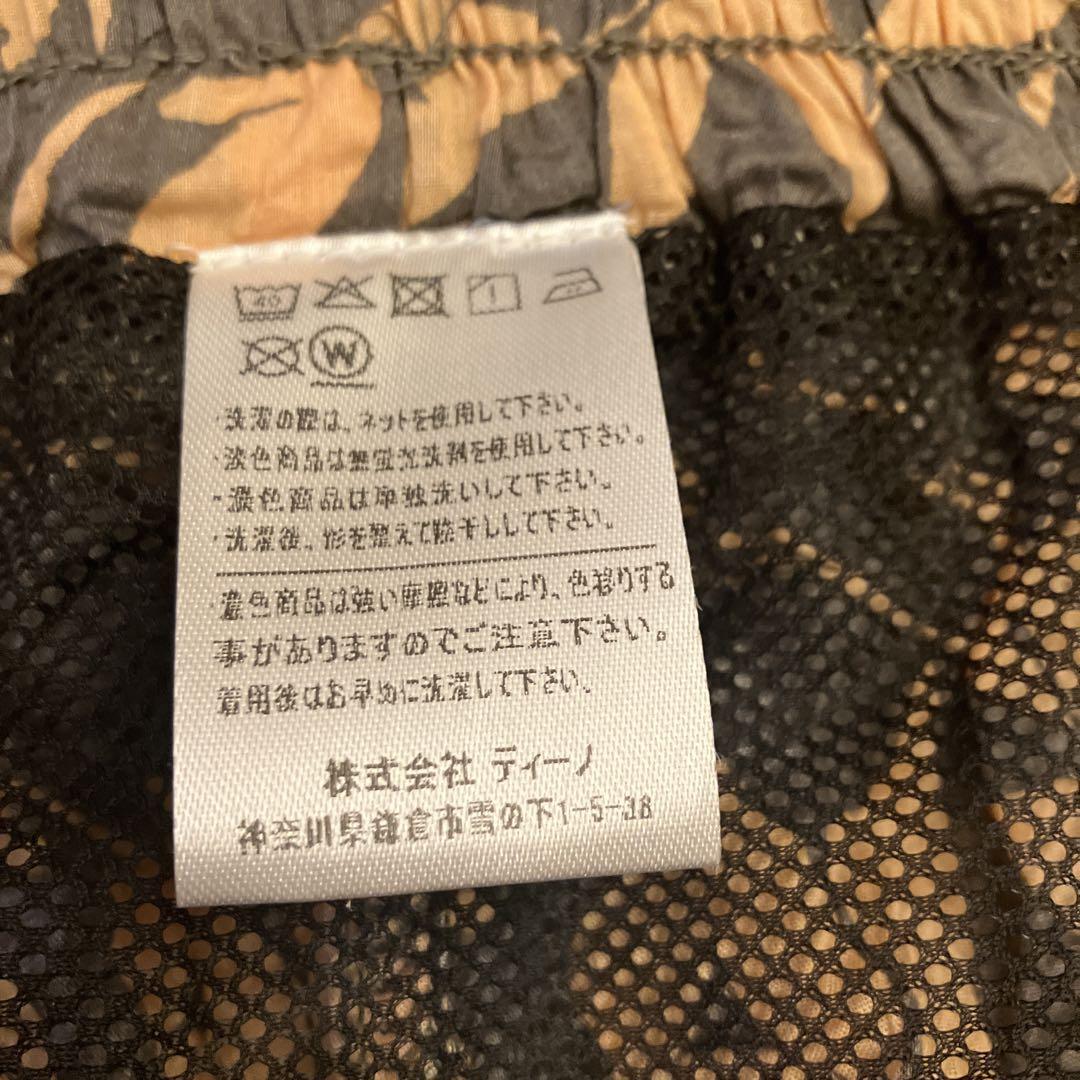 40
W
・洗濯の際は、ネットを使用して下さい。
・淡色商品は無蛍光洗剤を使用して下さい。
・濃色商品は単独洗いして下さい。
・洗濯後、形を整えて陰干しして下さい。
・濃色商品は強い摩擦などにより、色移りする
事がありますのでご注意下さい。
着用後はお早めに洗濯して下さい。
株式会社 ティーノ
神奈川県鎌倉市雪の下1-5-38